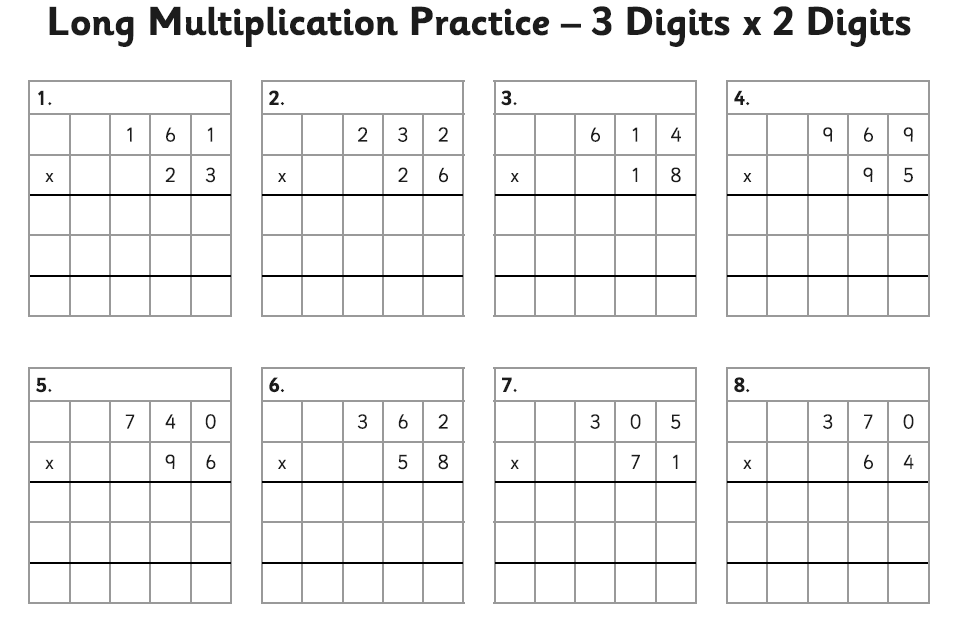 Long Multiplication Practice – 3 Digits x 2 Digits
1. 2. 3. 4.
1 6 1 2 3 2 6 1 4 9 6 9
x 2 3 x 2 6 x 1 8 x 9 5
5. 6. 7. 8.
7 4 0 3 6 2 3 0 5 3 7 0
x 9 6 x 5 8 x 7 1 x 6 4